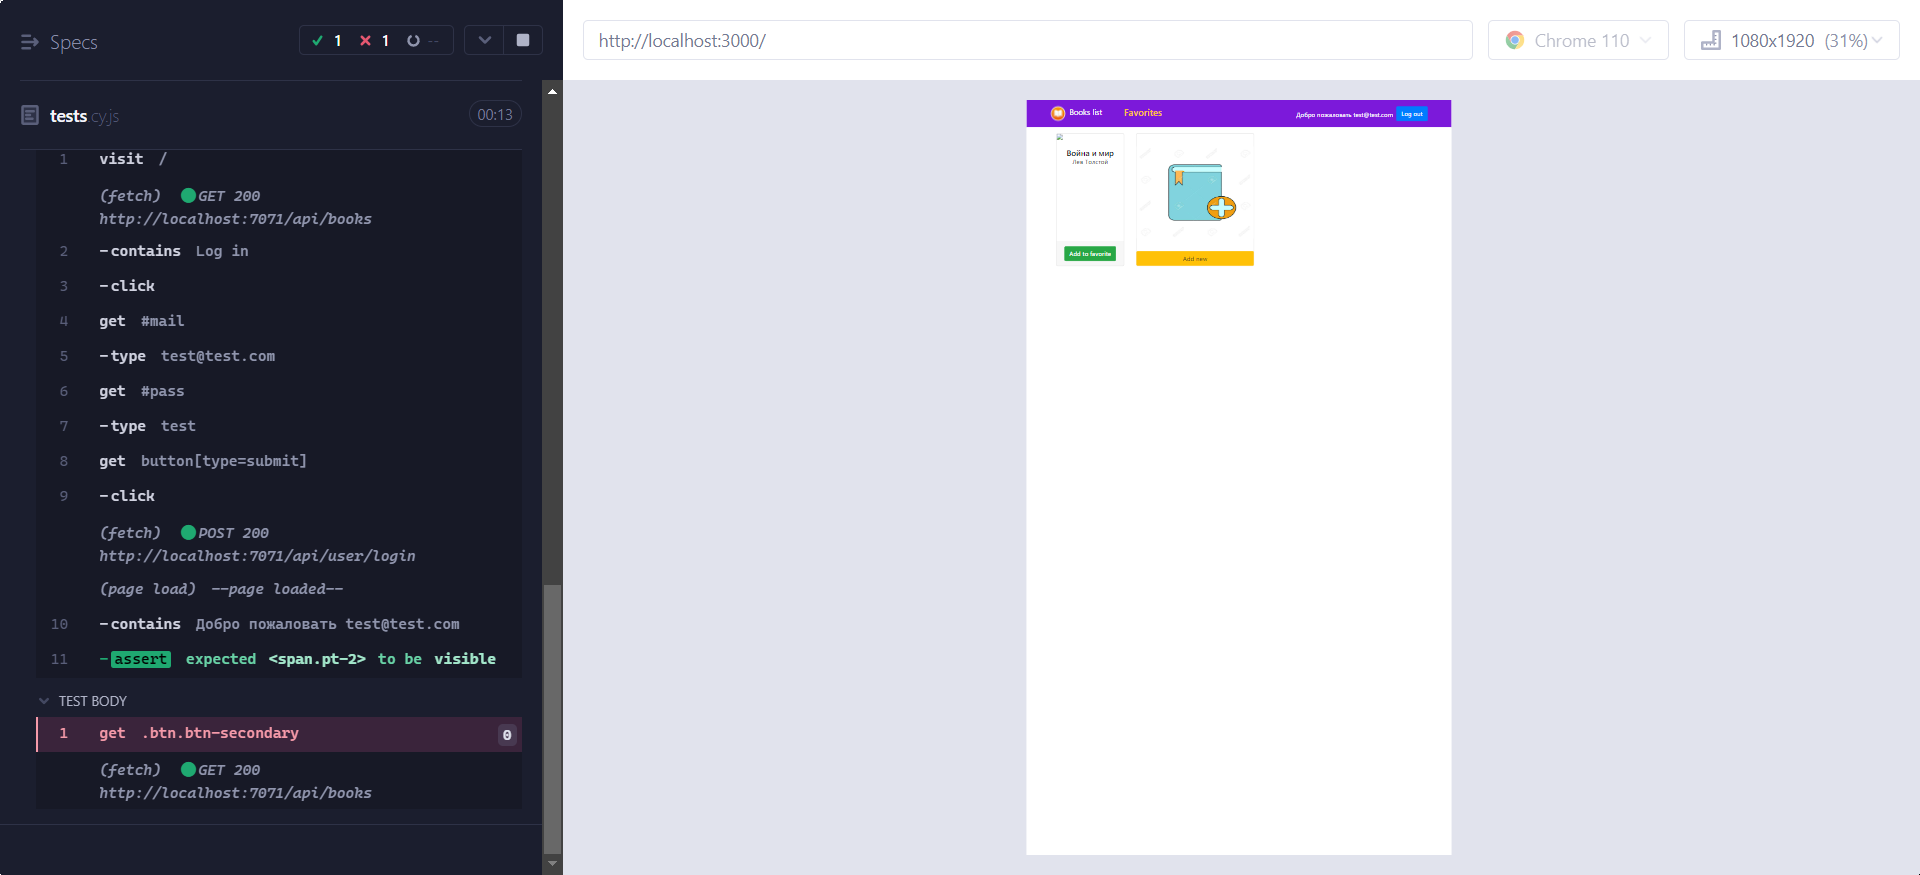 Specs
1 1 --
tests.cy.js 00:13
1 visit /
(fetch) GET 200
http://localhost:7071/api/books
2 -contains Log in
3 -click
4 get #mail
5 -type test@test.com
6 get #pass
7 -type test
8 get button[type=submit]
9 -click
(fetch) POST 200
http://localhost:7071/api/user/login
(page load) --page loaded--
10 -contains Добро пожаловать test@test.com
11 -assert expected <span.pt-2> to be visible
TEST BODY
1 get .btn.btn-secondary 0
(fetch) GET 200
http://localhost:7071/api/books
http://localhost:3000/
Chrome 110
1080x1920 (31%)
Books list Favorites Добро пожаловать test@test.com Log out
Война и мир
Лев Толстой
Add to favorite
Add new